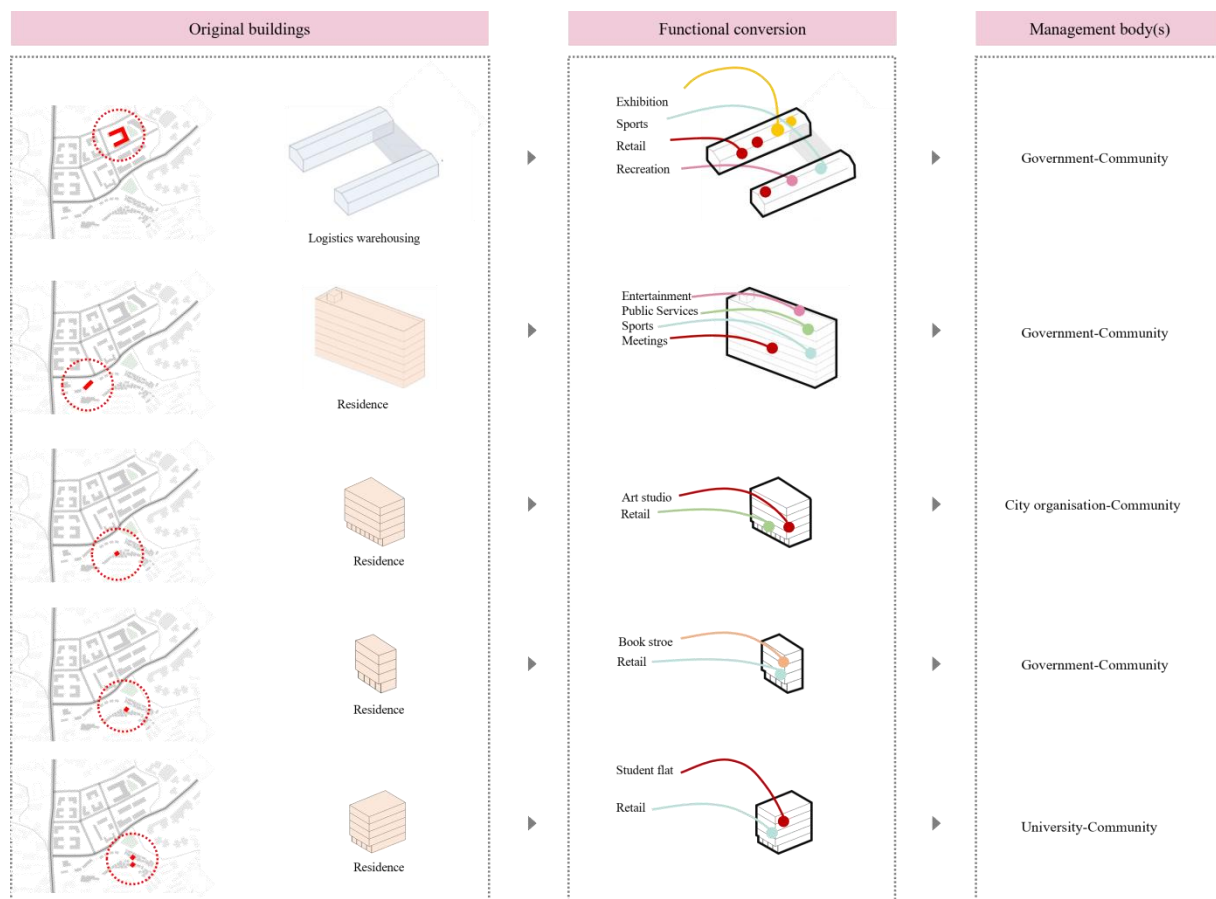 Original buildings
Functional conversion
Management body(s)
Exhibition
Sports
Retail
Recreation
Logistics warehousing
Government-Community
Entertainment
Public Services
Sports
Meetings
Residence
Government-Community
Art studio
Retail
Residence
City organisation-Community
Book stroe
Retail
Residence
Government-Community
Student flat
Retail
Residence
University-Community